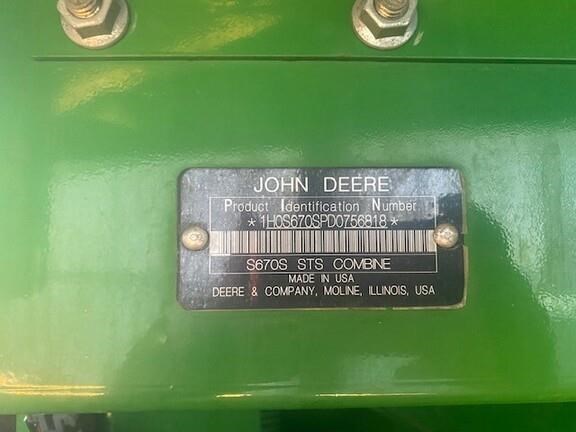 JOHN DEERE
Product Identification Number
*1H0S670SPD0756818*
S670S STS COMBINE
MADE IN USA
DEERE & COMPANY, MOLINE, ILLINOIS, USA